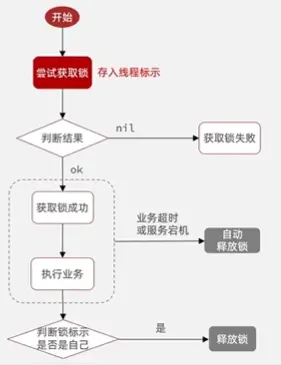 开始
尝试获取锁 存入线程标示
判断结果
nil
获取锁失败
ok
获取锁成功
业务超时
或服务宕机
自动
释放锁
执行业务
判断锁标示
是否是自己
是
释放锁